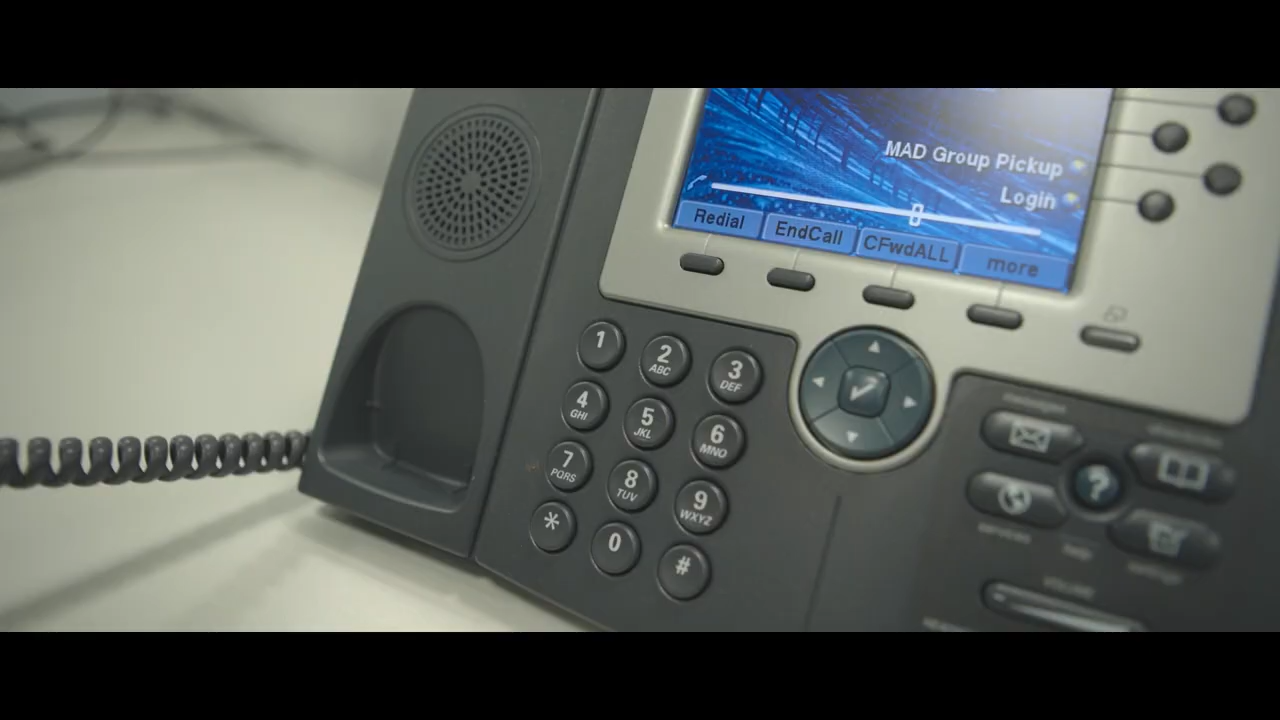 MAD Group Pickup
Login
Redial EndCall CFwdALL more
1 2 3
ABC DEF
4 5 6
GHI JKL MNO
7 8 9
PQRS TUV WXYZ
* 0 #
?
VOLUME